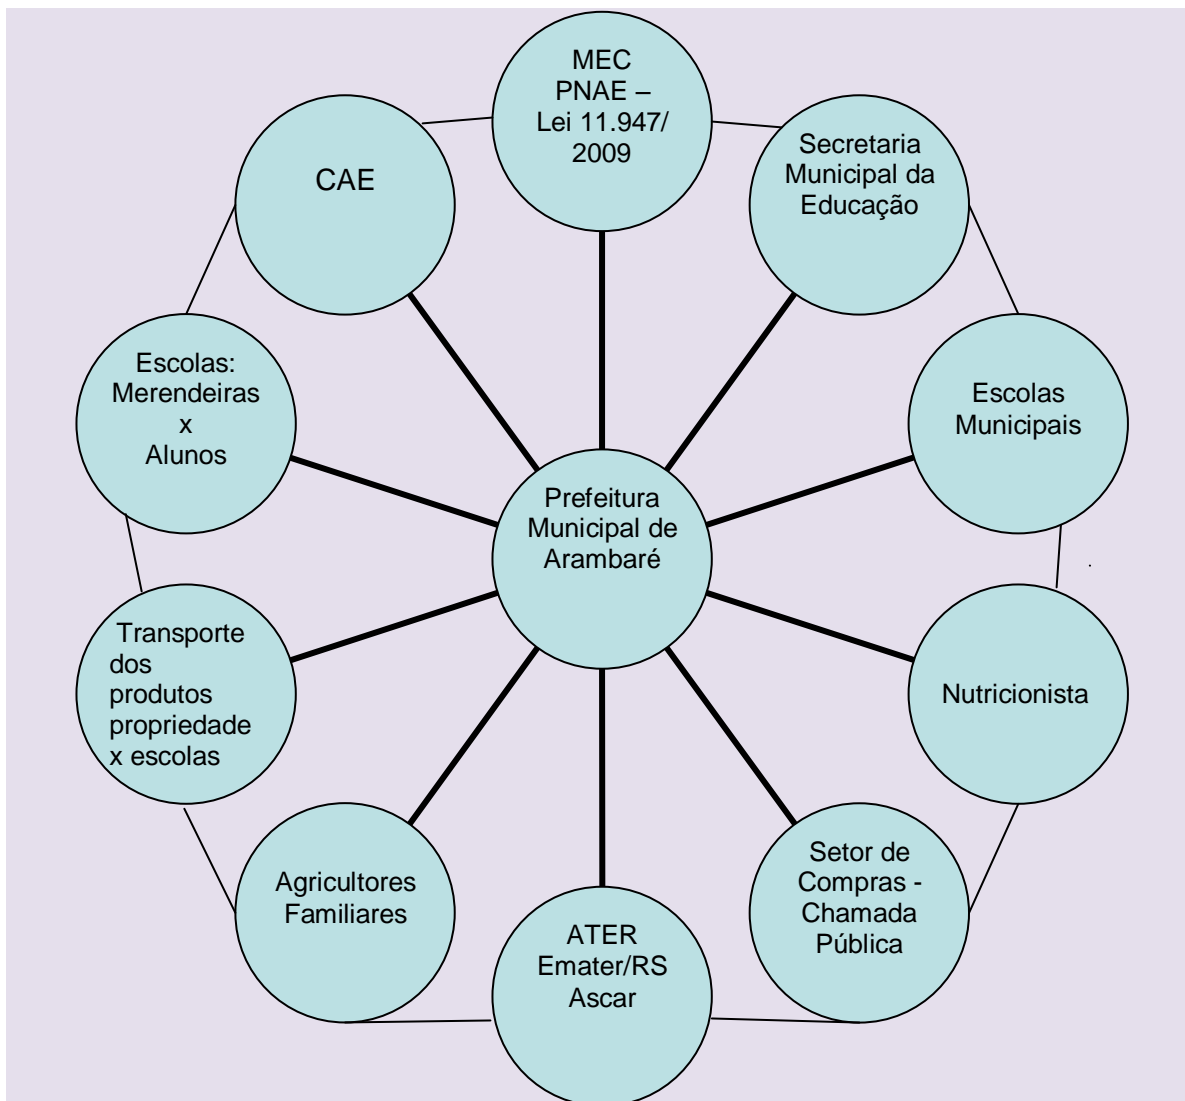 MEC
PNAE –
Lei 11.947/
2009
Secretaria
Municipal da
Educação
CAE
Escolas:
Merendeiras
x
Alunos
Escolas
Municipais
Prefeitura
Municipal de
Arambaré
Transporte
dos
produtos
propriedade
x escolas
Nutricionista
Agricultores
Familiares
Setor de
Compras -
Chamada
Pública
ATER
Emater/RS
Ascar